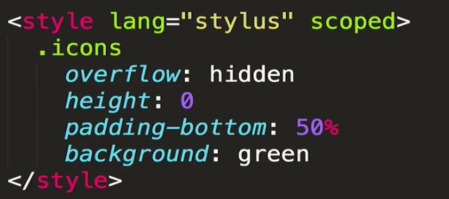 <style lang="stylus" scoped>
  .icons
    overflow: hidden
    height: 0
    padding-bottom: 50%
    background: green
</style>